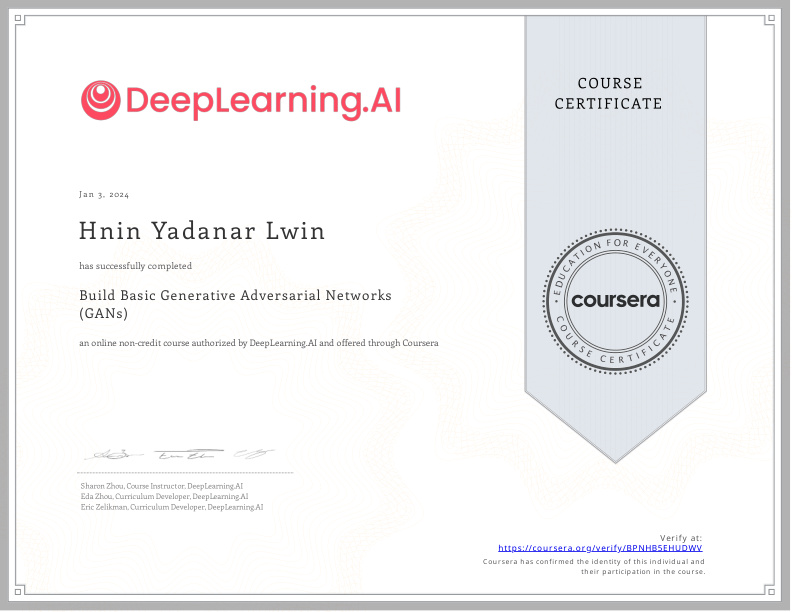 DeepLearning.AI
COURSE
CERTIFICATE
Jan 3, 2024
Hnin Yadanar Lwin
has successfully completed
Build Basic Generative Adversarial Networks
(GANs)
an online non-credit course authorized by DeepLearning.AI and offered through Coursera
EDUCATION FOR EVERYONE
coursera
COURSE CERTIFICATE
Sharon Zhou, Course Instructor, DeepLearning.AI
Eda Zhou, Curriculum Developer, DeepLearning.AI
Eric Zelikman, Curriculum Developer, DeepLearning.AI
Verify at:
https://coursera.org/verify/BPNHB5EHUDWV
Coursera has confirmed the identity of this individual and
their participation in the course.